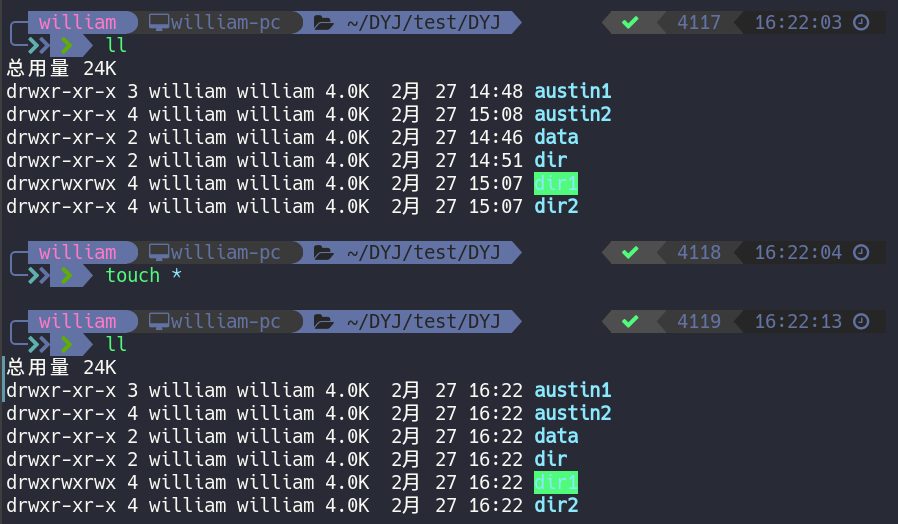 william william-pc ~/DYJ/test/DYJ 4117 16:22:03
ll
总用量 24K
drwxr-xr-x 3 william william 4.0K 2月 27 14:48 austin1
drwxr-xr-x 4 william william 4.0K 2月 27 15:08 austin2
drwxr-xr-x 2 william william 4.0K 2月 27 14:46 data
drwxr-xr-x 2 william william 4.0K 2月 27 14:51 dir
drwxrwxrwx 4 william william 4.0K 2月 27 15:07 dir1
drwxr-xr-x 4 william william 4.0K 2月 27 15:07 dir2
william william-pc ~/DYJ/test/DYJ 4118 16:22:04
touch *
william william-pc ~/DYJ/test/DYJ 4119 16:22:13
ll
总用量 24K
drwxr-xr-x 3 william william 4.0K 2月 27 16:22 austin1
drwxr-xr-x 4 william william 4.0K 2月 27 16:22 austin2
drwxr-xr-x 2 william william 4.0K 2月 27 16:22 data
drwxr-xr-x 2 william william 4.0K 2月 27 16:22 dir
drwxrwxrwx 4 william william 4.0K 2月 27 16:22 dir1
drwxr-xr-x 4 william william 4.0K 2月 27 16:22 dir2